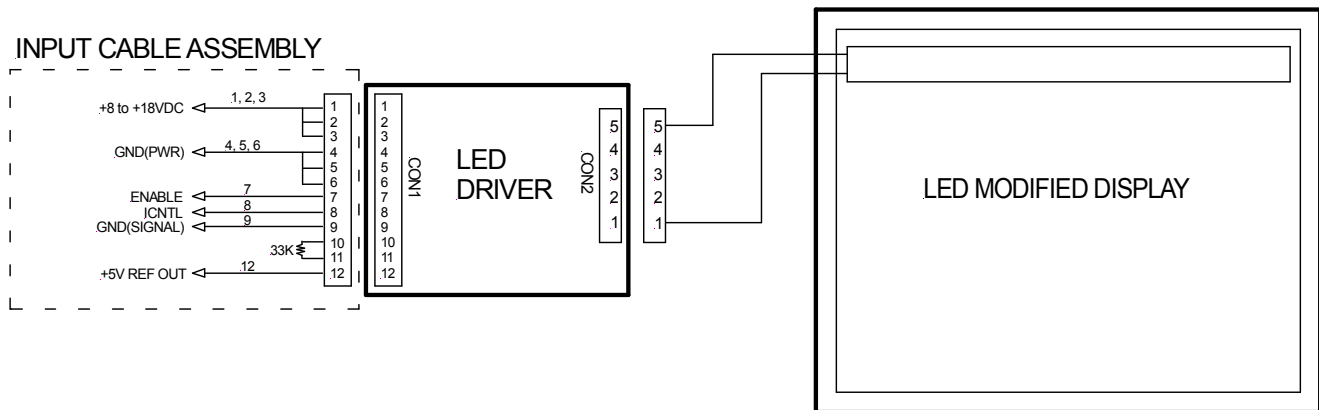 INPUT CABLE ASSEMBLY
+8 to +18VDC
1, 2, 3
GND(PWR)
4, 5, 6
ENABLE
7
ICNTL
8
GND(SIGNAL)
9
33K
+5V REF OUT
12
1
2
3
4
5
6
7
8
9
10
11
12
1
2
3
4
5
6
7
8
9
10
11
12
CON1
LED
DRIVER
CON2
5
4
3
2
1
5
4
3
2
1
LED MODIFIED DISPLAY